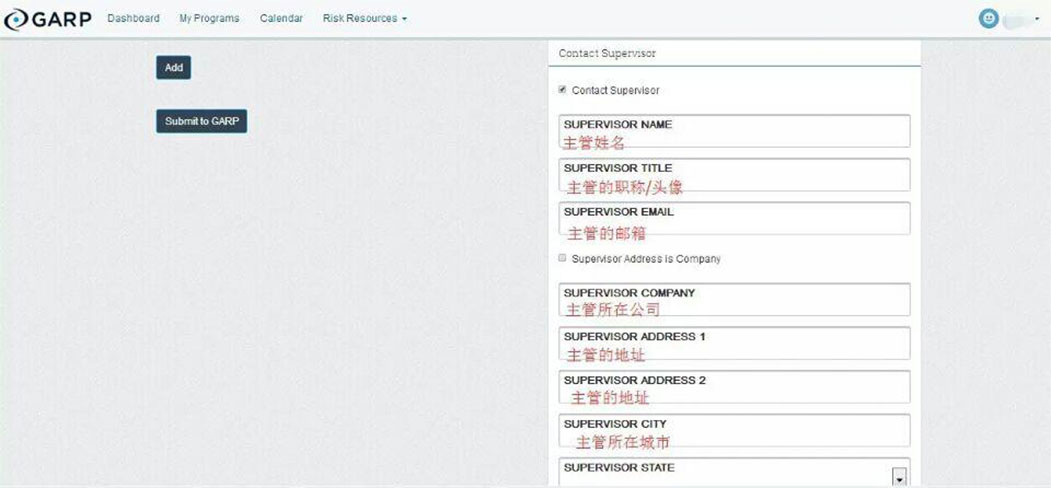 GARP Dashboard My Programs Calendar Risk Resources
Add
Submit to GARP
Contact Supervisor
Contact Supervisor
SUPERVISOR NAME
主管姓名
SUPERVISOR TITLE
主管的职称/头像
SUPERVISOR EMAIL
主管的邮箱
Supervisor Address is Company
SUPERVISOR COMPANY
主管所在公司
SUPERVISOR ADDRESS 1
主管的地址
SUPERVISOR ADDRESS 2
主管的地址
SUPERVISOR CITY
主管所在城市
SUPERVISOR STATE